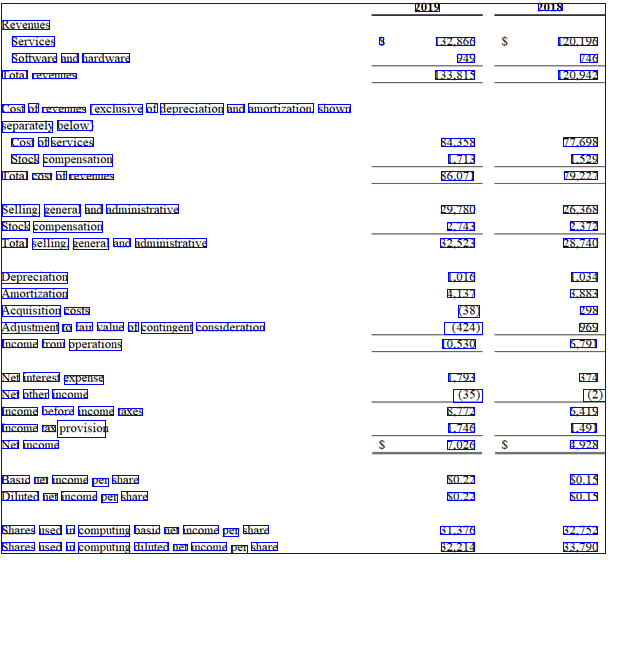 2019 2018
Revenues
Services $ 132,866 $ 120,196
Software and hardware 949 746
Total revenues 133,815 120,942
Cost of revenues (exclusive of depreciation and amortization, shown
separately below)
Cost of services 84,358 77,698
Stock compensation 1,713 1,529
Total cost of revenues 86,071 79,227
Selling, general and administrative 29,780 26,368
Stock compensation 2,743 2,372
Total selling, general and administrative 32,523 28,740
Depreciation 1,016 1,034
Amortization 4,137 3,883
Acquisition costs (38) 298
Adjustment to fair value of contingent consideration (424) 969
Income from operations 10,530 6,791
Net interest expense 1,793 374
Net other income (35) (2)
Income before income taxes 8,772 6,419
Income tax provision 1,746 1,491
Net income $ 7,026 $ 4,928
Basic net income per share $0.22 $0.15
Diluted net income per share $0.22 $0.15
Shares used in computing basic net income per share 31,376 32,752
Shares used in computing diluted net income per share 32,214 33,790